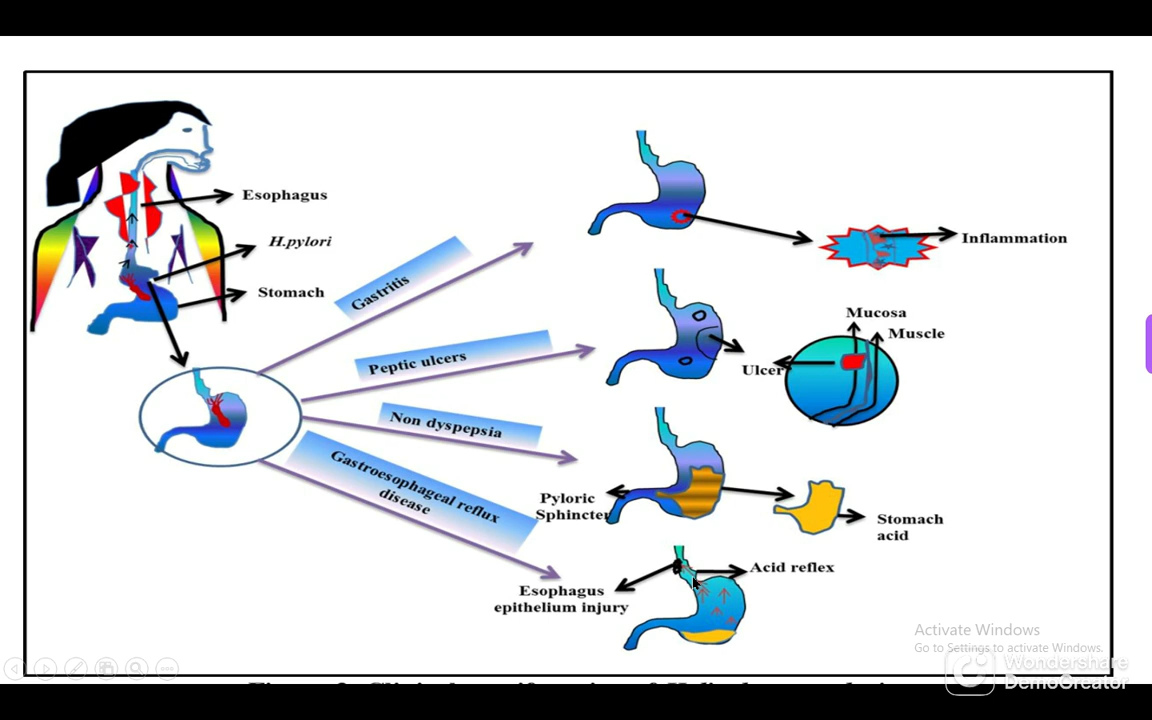 Esophagus
H.pylori
Stomach
Gastritis
Peptic ulcers
Non dyspepsia
Gastroesophageal reflux
disease
Inflammation
Mucosa
Muscle
Ulcer
Pyloric
Sphincter
Stomach
acid
Acid reflex
Esophagus
epithelium injury
Activate Windows
Go to Settings to activate Windows.
Wondershare
DemoCreator